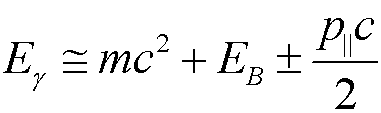 E_γ ≅ mc² + E_B ± p_∥c / 2